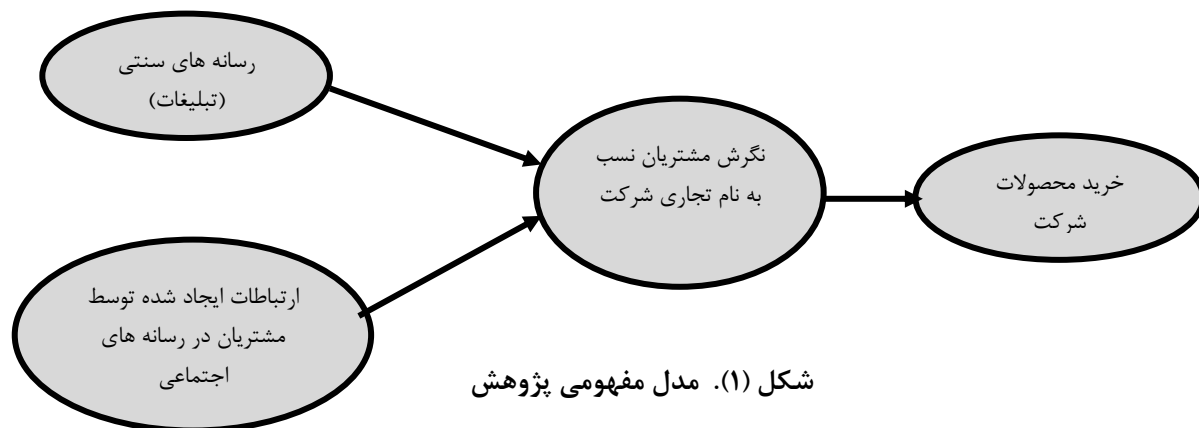 رسانه های سنتی
(تبلیغات)
نگرش مشتریان نسب
به نام تجاری شرکت
خرید محصولات
شرکت
ارتباطات ایجاد شده توسط
مشتریان در رسانه های
اجتماعی
شکل (۱). مدل مفهومی پژوهش